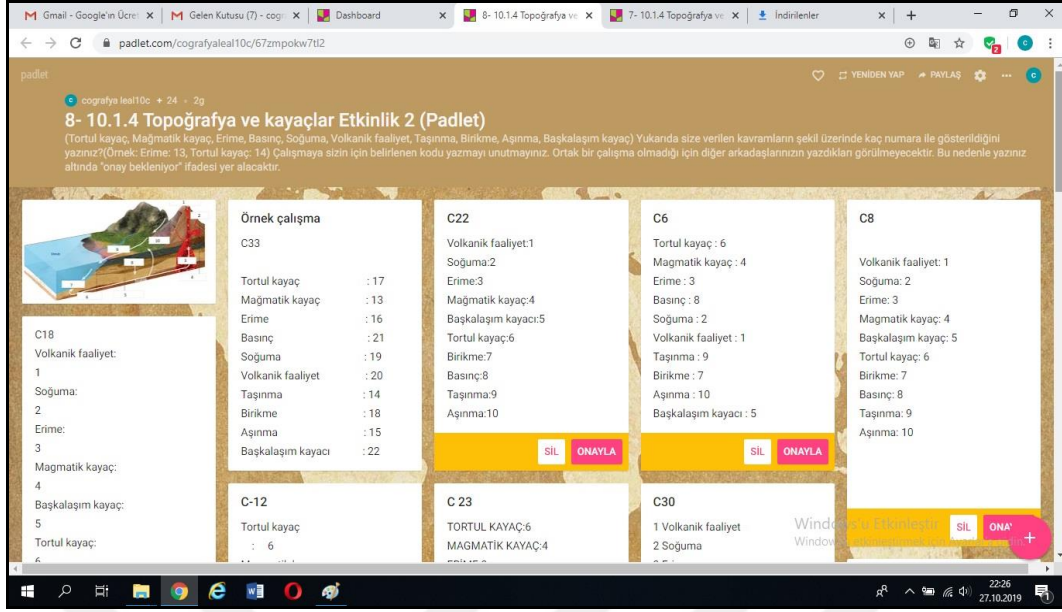 Gmail - Google'ın Ücret
Gelen Kutusu (7) - cogr
Dashboard
8- 10.1.4 Topoğrafya ve
7- 10.1.4 Topoğrafya ve
İndirilenler
padlet.com/cografyaleal10c/67zmpokw7tl2
padlet
YENİDEN YAP
PAYLAŞ
cografya leal10c + 24 • 2g
8- 10.1.4 Topoğrafya ve kayaçlar Etkinlik 2 (Padlet)
(Tortul kayaç, Mağmatik kayaç, Erime, Basınç, Soğuma, Volkanik faaliyet, Taşınma, Birikme, Aşınma, Başkalaşım kayaç) Yukarıda size verilen kavramların şekil üzerinde kaç numara ile gösterildiğini
yazınız?(Örnek: Erime: 13, Tortul kayaç: 14) Çalışmaya sizin için belirlenen kodu yazmayı unutmayınız. Ortak bir çalışma olmadığı için diğer arkadaşlarınızın yazdıkları görülmeyecektir. Bu nedenle yazınız
altında "onay bekleniyor" ifadesi yer alacaktır.
C18
Volkanik faaliyet:
1
Soğuma:
2
Erime:
3
Magmatik kayaç:
4
Başkalaşım kayaç:
5
Tortul kayaç:
6
Örnek çalışma
C33
Tortul kayaç : 17
Mağmatik kayaç : 13
Erime : 16
Basınç : 21
Soğuma : 19
Volkanik faaliyet : 20
Taşınma : 14
Birikme : 18
Aşınma : 15
Başkalaşım kayacı : 22
C-12
Tortul kayaç
: 6
C22
Volkanik faaliyet:1
Soğuma:2
Erime:3
Mağmatik kayaç:4
Başkalaşım kayacı:5
Tortul kayaç:6
Birikme:7
Basınç:8
Taşınma:9
Aşınma:10
SİL ONAYLA
C 23
TORTUL KAYAÇ:6
MAGMATİK KAYAÇ:4
C6
Tortul kayaç : 6
Magmatik kayaç : 4
Erime : 3
Basınç : 8
Soğuma : 2
Volkanik faaliyet : 1
Taşınma : 9
Birikme : 7
Aşınma : 10
Başkalaşım kayacı : 5
SİL ONAYLA
C30
1 Volkanik faaliyet
2 Soğuma
C8
Volkanik faaliyet: 1
Soğuma: 2
Erime: 3
Magmatik kayaç: 4
Başkalaşım kayaç: 5
Tortul kayaç: 6
Birikme: 7
Basınç: 8
Taşınma: 9
Aşınma: 10
SİL
Windows'u Etkinleştir
22:26
27.10.2019